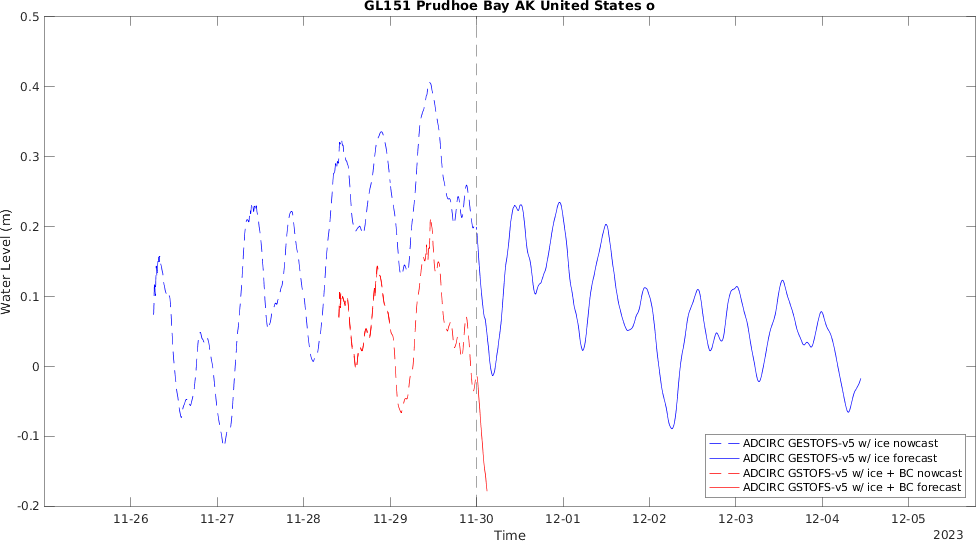 GL151 Prudhoe Bay AK United States o
0.5
0.4
0.3
0.2
0.1
0
-0.1
-0.2
Water Level (m)
ADCIRC GESTOFS-v5 w/ ice nowcast
ADCIRC GESTOFS-v5 w/ ice forecast
ADCIRC GSTOFS-v5 w/ ice + BC nowcast
ADCIRC GSTOFS-v5 w/ ice + BC forecast
11-26 11-27 11-28 11-29 11-30 12-01 12-02 12-03 12-04 12-05
Time
2023